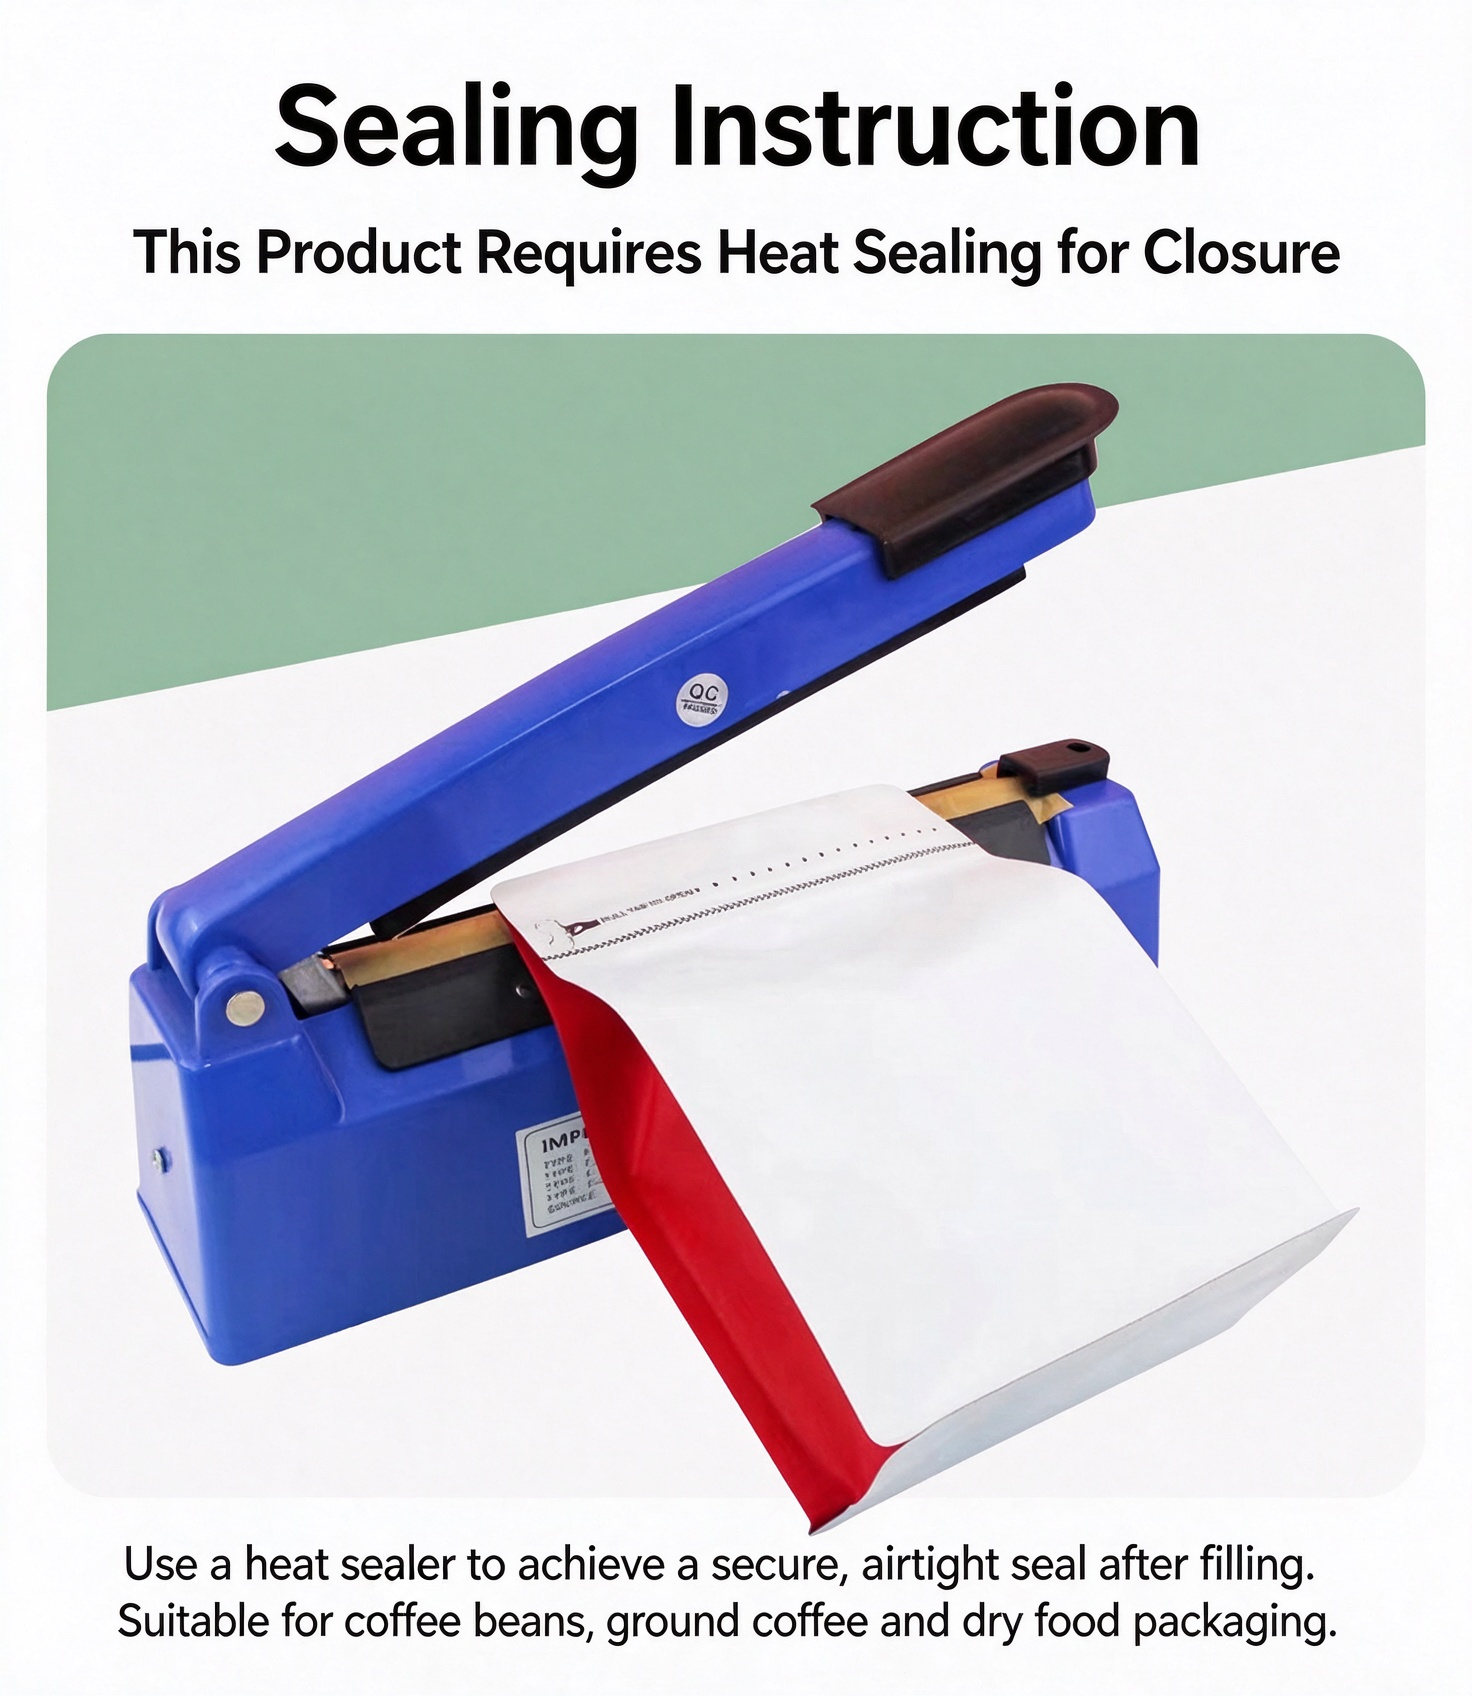 Sealing Instruction
This Product Requires Heat Sealing for Closure
QC
Use a heat sealer to achieve a secure, airtight seal after filling.
Suitable for coffee beans, ground coffee and dry food packaging.